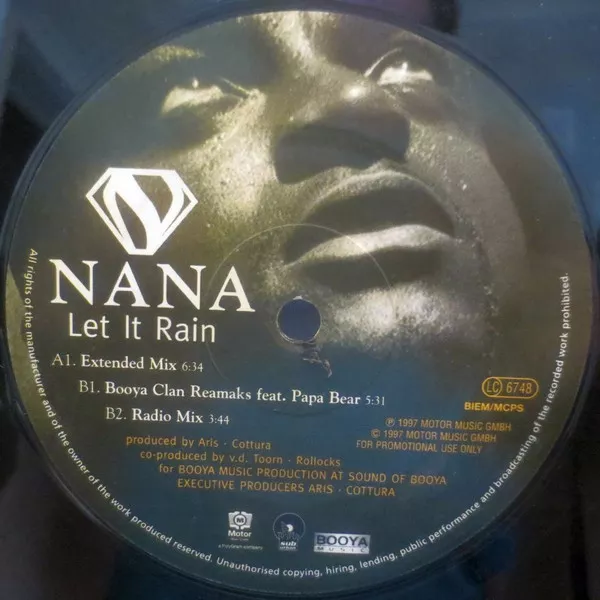 NANA
Let It Rain
A1. Extended Mix 6:34
B1. Booya Clan Reamaks feat. Papa Bear 5:31
B2. Radio Mix 3:44
LC 6748
BIEM/MCPS
℗ 1997 MOTOR MUSIC GMBH
© 1997 MOTOR MUSIC GMBH
FOR PROMOTIONAL USE ONLY
produced by Aris - Cottura
co-produced by v.d. Toorn - Rollocks
for BOOYA MUSIC PRODUCTION AT SOUND OF BOOYA
EXECUTIVE PRODUCERS ARIS - COTTURA
M
Motor
BOOYA
MUSIC
All rights of the manufacturer and of the owner of the work produced reserved. Unauthorised copying, hiring, lending, public performance and broadcasting of the recorded work prohibited.